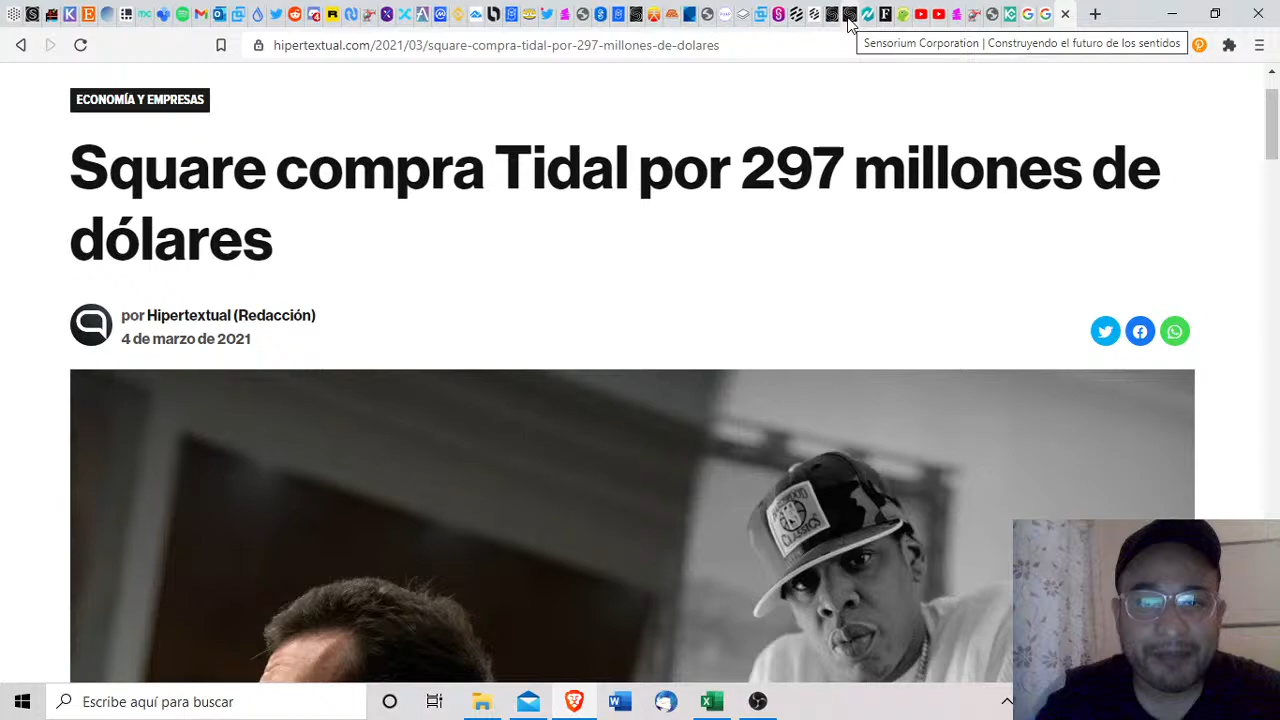 hipertextual.com/2021/03/square-compra-tidal-por-297-millones-de-dolares
Sensorium Corporation | Construyendo el futuro de los sentidos
ECONOMÍA Y EMPRESAS
Square compra Tidal por 297 millones de
dólares
por Hipertextual (Redacción)
4 de marzo de 2021
HARDWOOD
CLASSICS
Escribe aquí para buscar